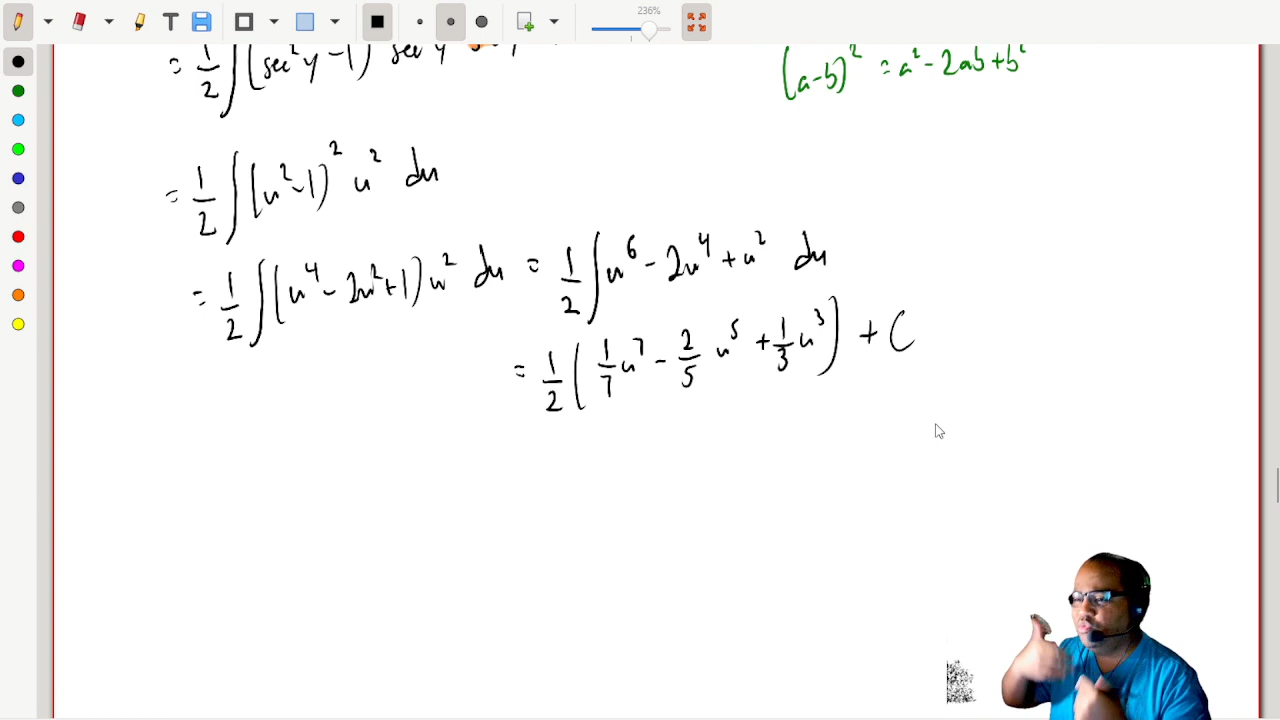 236%
= 1/2 ∫ (sec²y - 1)² sec²y
(a-b)² = a² - 2ab + b²
= 1/2 ∫ (u² - 1)² u² du
= 1/2 ∫ (u⁴ - 2u² + 1) u² du = 1/2 ∫ u⁶ - 2u⁴ + u² du
= 1/2 ( 1/7 u⁷ - 2/5 u⁵ + 1/3 u³ ) + C